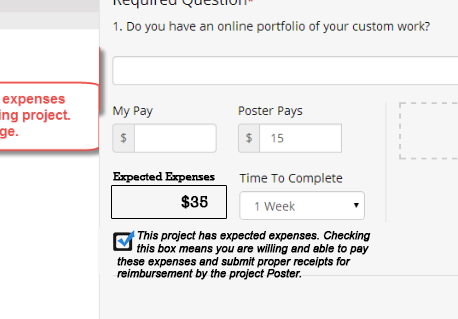 Required Question*
1. Do you have an online portfolio of your custom work?
expenses
ing project.
ge.
My Pay
Poster Pays
$
$ 15
Expected Expenses
Time To Complete
$35
1 Week
This project has expected expenses. Checking
this box means you are willing and able to pay
these expenses and submit proper receipts for
reimbursement by the project Poster.